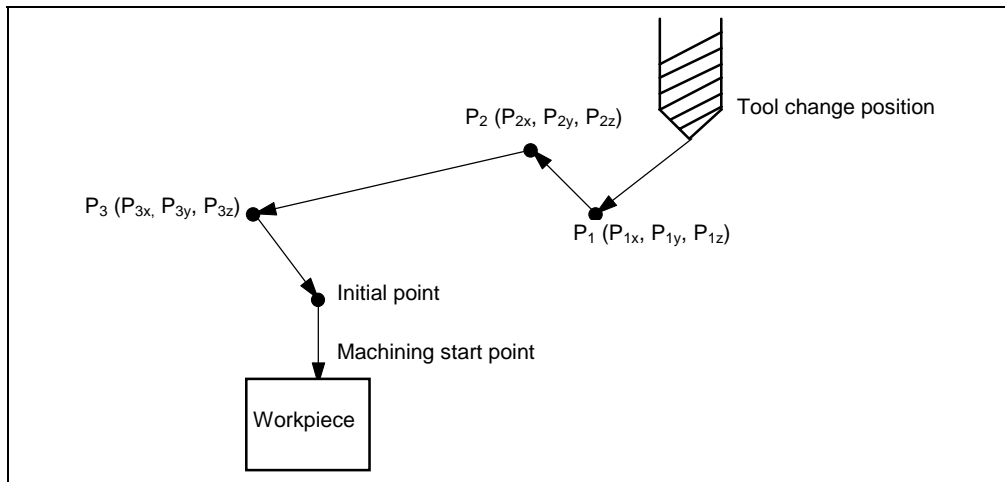 Tool change position
P₂ (P₂ₓ, P₂y, P₂z)
P₃ (P₃ₓ, P₃y, P₃z)
P₁ (P₁ₓ, P₁y, P₁z)
Initial point
Machining start point
Workpiece